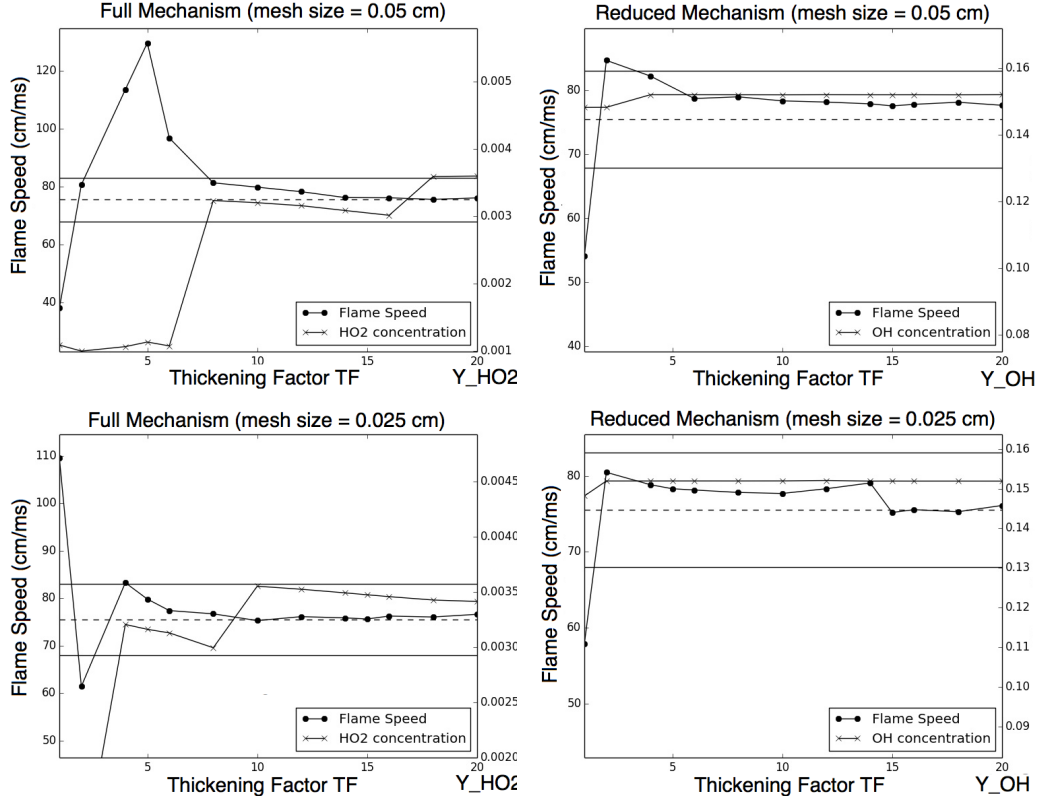 Full Mechanism (mesh size = 0.05 cm)
Flame Speed (cm/ms)
120
100
80
60
40
0.005
0.004
0.003
0.002
0.001
Flame Speed
HO2 concentration
5
10
15
20
Thickening Factor TF
Y_HO2
Reduced Mechanism (mesh size = 0.05 cm)
Flame Speed (cm/ms)
80
70
60
50
40
0.16
0.14
0.12
0.10
0.08
Flame Speed
OH concentration
5
10
15
20
Thickening Factor TF
Y_OH
Full Mechanism (mesh size = 0.025 cm)
Flame Speed (cm/ms)
110
100
90
80
70
60
50
0.0045
0.0040
0.0035
0.0030
0.0025
0.0020
Flame Speed
HO2 concentration
5
10
15
20
Thickening Factor TF
Y_HO2
Reduced Mechanism (mesh size = 0.025 cm)
Flame Speed (cm/ms)
80
70
60
50
0.16
0.15
0.14
0.13
0.12
0.11
0.10
0.09
Flame Speed
OH concentration
5
10
15
20
Thickening Factor TF
Y_OH